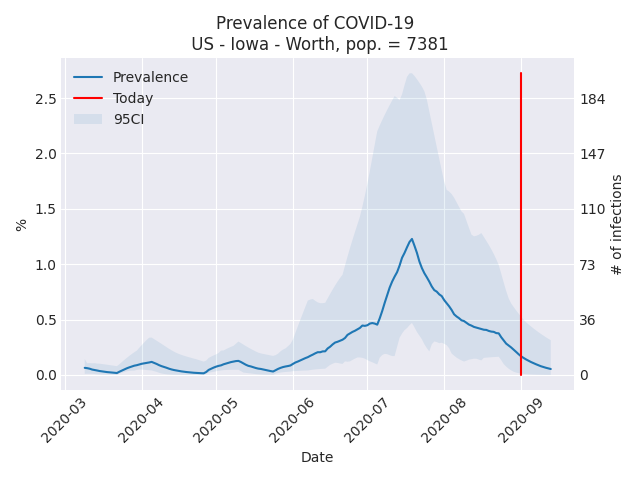 Prevalence of COVID-19
US - Iowa - Worth, pop. = 7381
Prevalence
Today
95CI
2.5
2.0
1.5
1.0
0.5
0.0
%
184
147
110
73
36
0
# of infections
2020-03
2020-04
2020-05
2020-06
2020-07
2020-08
2020-09
Date